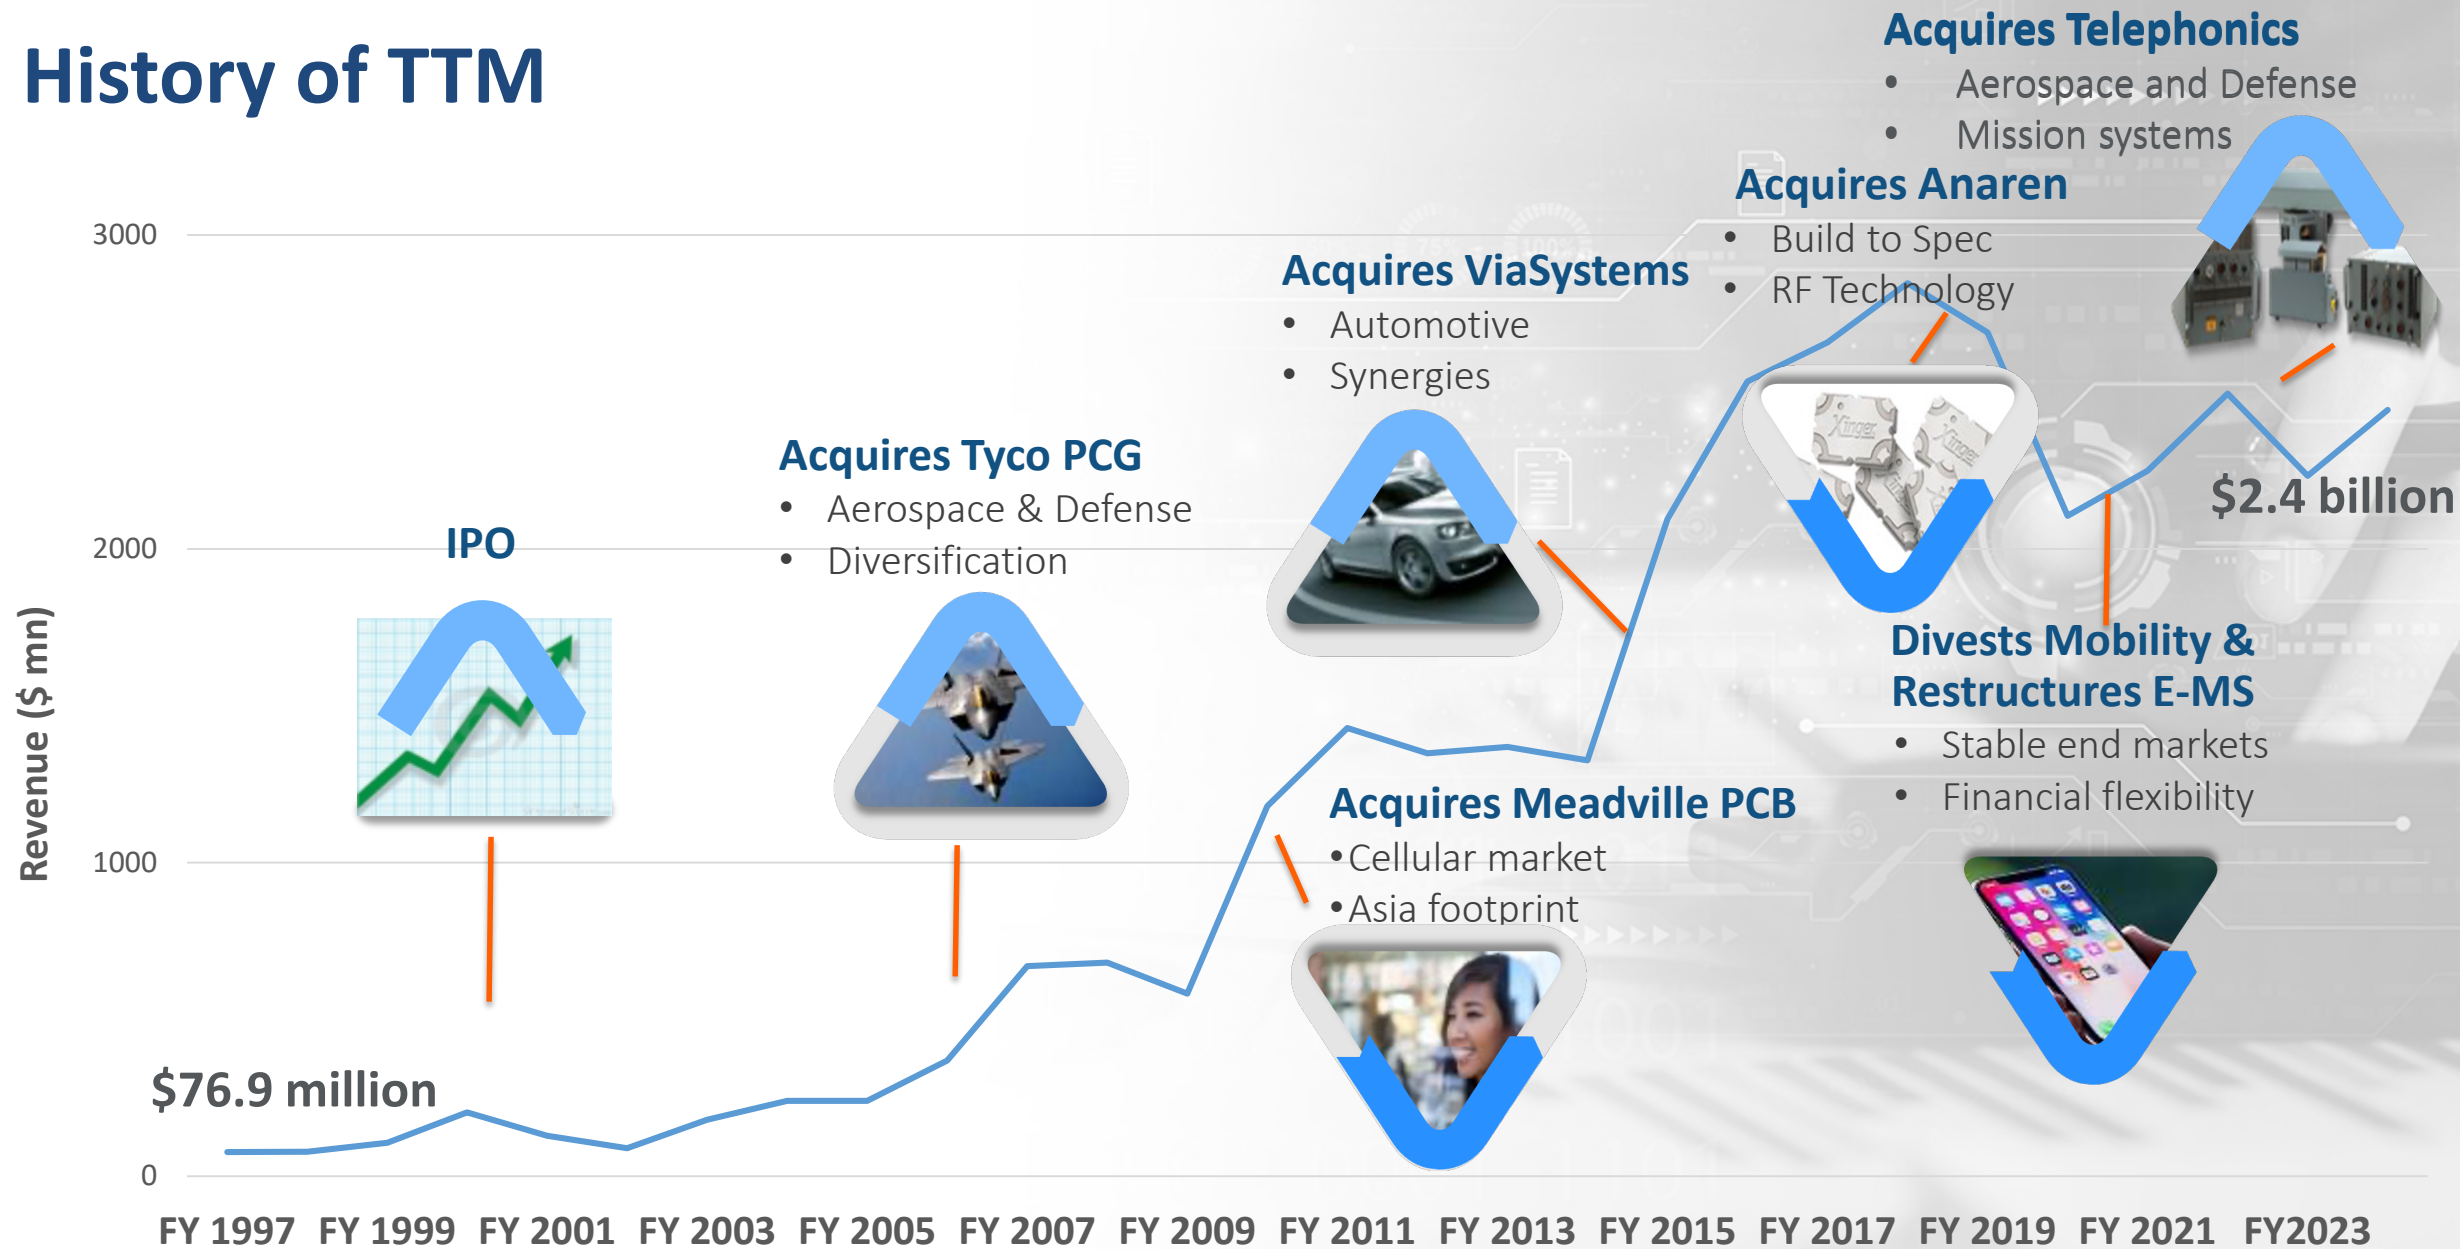 History of TTM
Acquires Telephonics
• Aerospace and Defense
• Mission systems
Acquires Anaren
• Build to Spec
• RF Technology
Acquires ViaSystems
• Automotive
• Synergies
Acquires Tyco PCG
• Aerospace & Defense
• Diversification
IPO
$2.4 billion
Divests Mobility &
Restructures E-MS
• Stable end markets
• Financial flexibility
Acquires Meadville PCB
•Cellular market
•Asia footprint
$76.9 million
Revenue ($ mn)
3000
2000
1000
0
FY 1997 FY 1999 FY 2001 FY 2003 FY 2005 FY 2007 FY 2009 FY 2011 FY 2013 FY 2015 FY 2017 FY 2019 FY 2021 FY2023
Xinger
Xinger
75%
100%